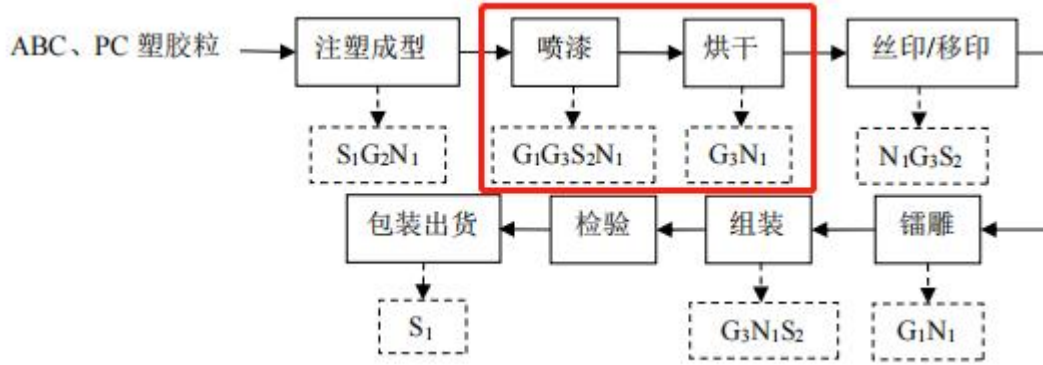 ABC、PC 塑胶粒 注塑成型 喷漆 烘干 丝印/移印
S₁G₂N₁ G₁G₃S₂N₁ G₃N₁ N₁G₃S₂
包装出货 检验 组装 镭雕
S₁ G₃N₁S₂ G₁N₁